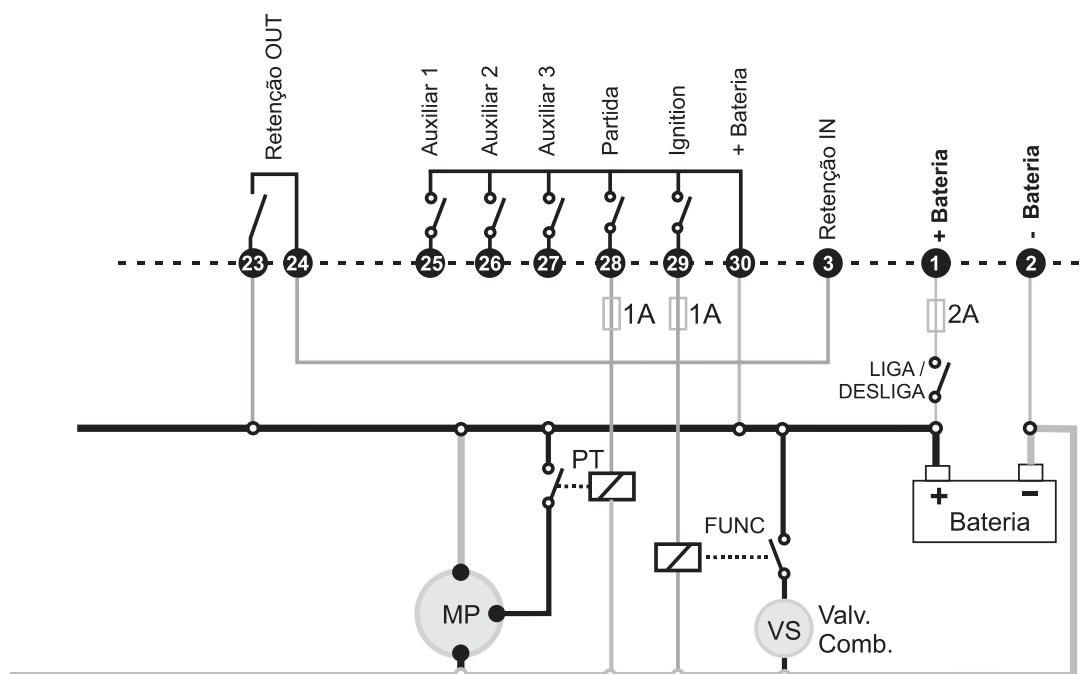 Retenção OUT
Auxiliar 1
Auxiliar 2
Auxiliar 3
Partida
Ignition
+ Bateria
Retenção IN
+ Bateria
- Bateria
23
24
25
26
27
28
29
30
3
1
2
1A
1A
2A
LIGA /
DESLIGA
PT
+
-
Bateria
FUNC
MP
VS
Valv.
Comb.